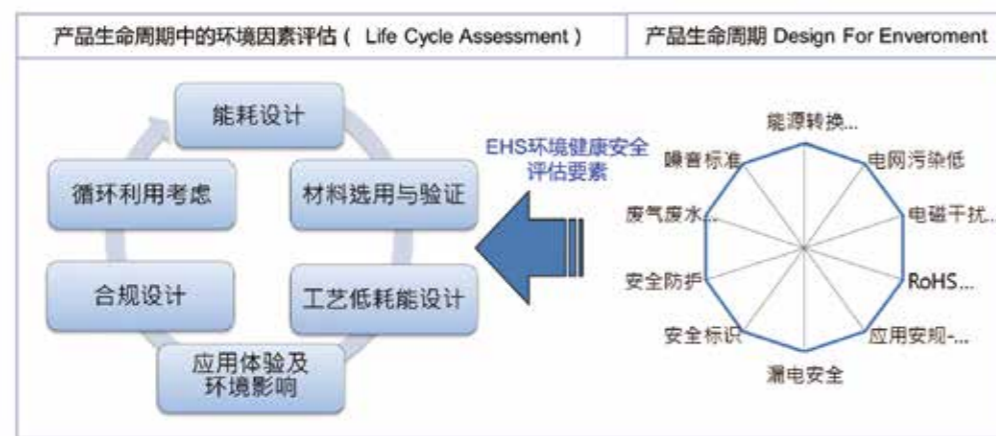 产品生命周期中的环境因素评估（ Life Cycle Assessment ）
产品生命周期 Design For Enveroment
能耗设计
材料选用与验证
工艺低耗能设计
应用体验及
环境影响
合规设计
循环利用考虑
EHS环境健康安全
评估要素
能源转换...
电网污染低
电磁干扰...
RoHS...
应用安规-...
漏电安全
安全标识
安全防护
废气废水...
噪音标准